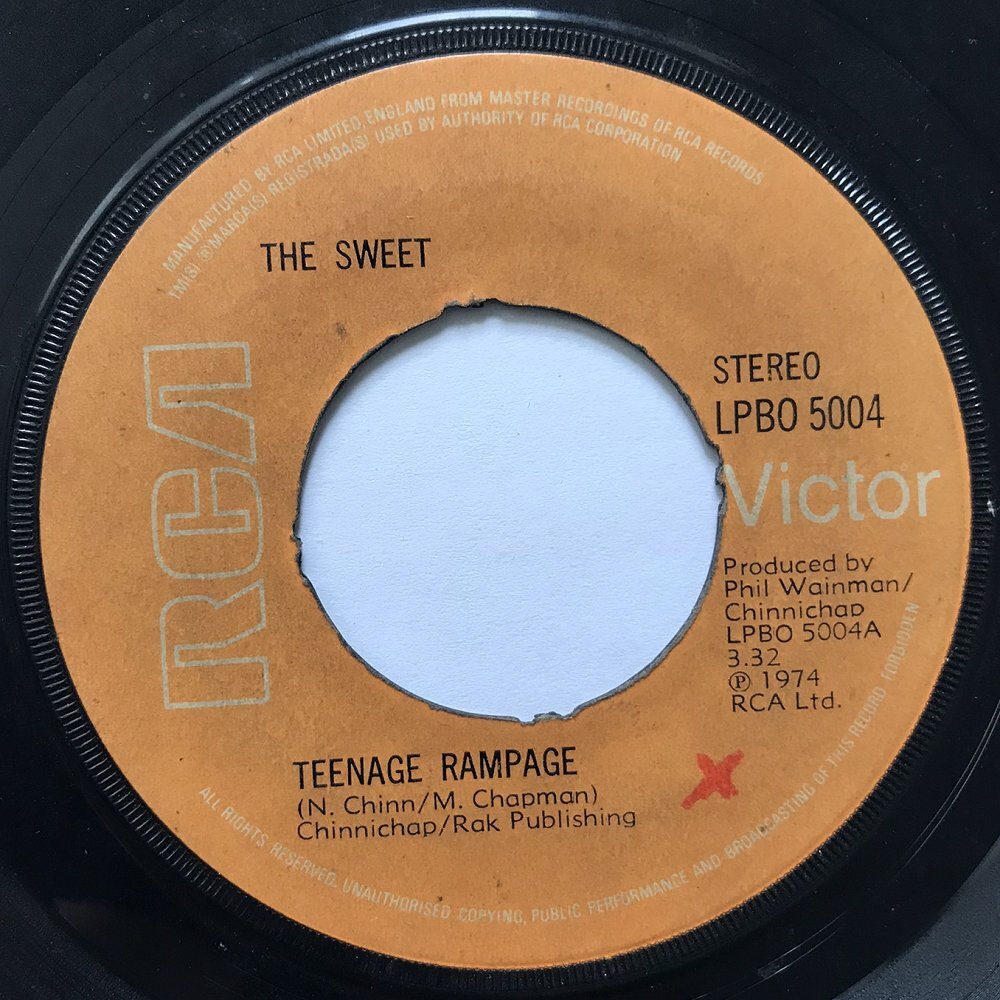 MANUFACTURED BY RCA LIMITED, ENGLAND FROM MASTER RECORDINGS OF RCA RECORDS
TM(S) ® MARCA(S) REGISTRADA(S) USED BY AUTHORITY OF RCA CORPORATION
THE SWEET
RCA
STEREO
LPBO 5004
Victor
Produced by
Phil Wainman/
Chinnichap
LPBO 5004A
3.32
℗ 1974
RCA Ltd.
TEENAGE RAMPAGE
(N. Chinn/M. Chapman)
Chinnichap/Rak Publishing
ALL RIGHTS RESERVED. UNAUTHORISED COPYING, PUBLIC PERFORMANCE AND BROADCASTING OF THIS RECORD FORBIDDEN